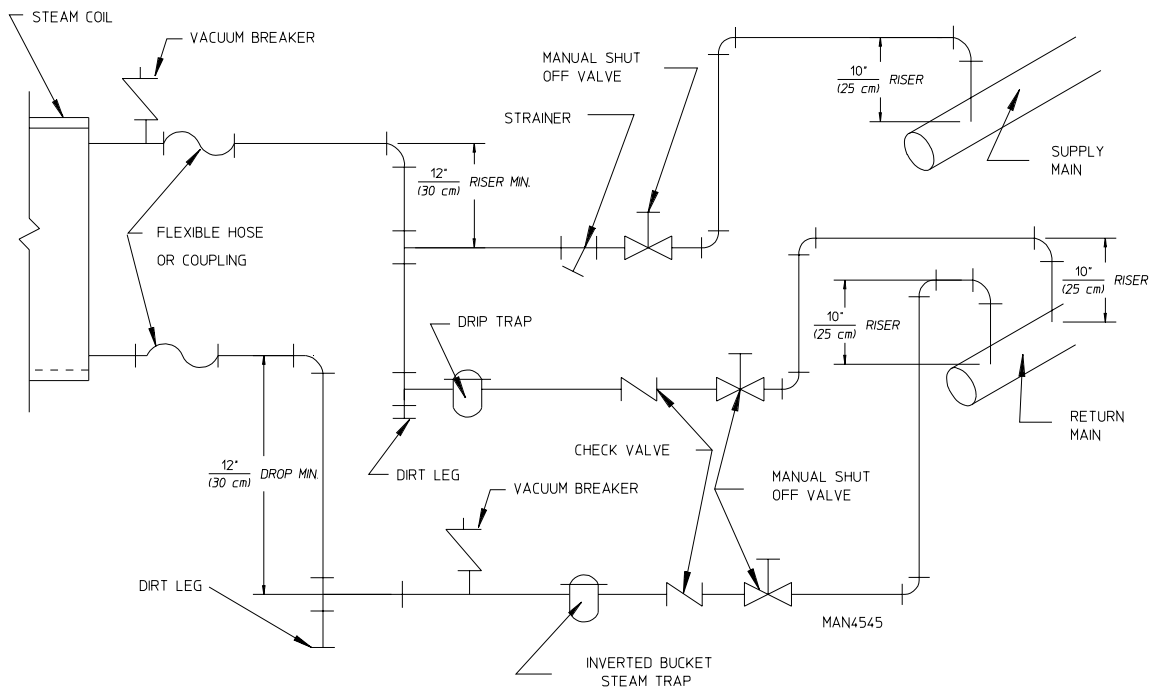 STEAM COIL
VACUUM BREAKER
MANUAL SHUT
OFF VALVE
10"
(25 cm) RISER
STRAINER
SUPPLY
MAIN
12"
(30 cm) RISER MIN.
FLEXIBLE HOSE
OR COUPLING
10"
(25 cm) RISER
10"
(25 cm) RISER
DRIP TRAP
RETURN
MAIN
CHECK VALVE
12"
(30 cm) DROP MIN.
DIRT LEG
MANUAL SHUT
OFF VALVE
VACUUM BREAKER
DIRT LEG
MAN4545
INVERTED BUCKET
STEAM TRAP